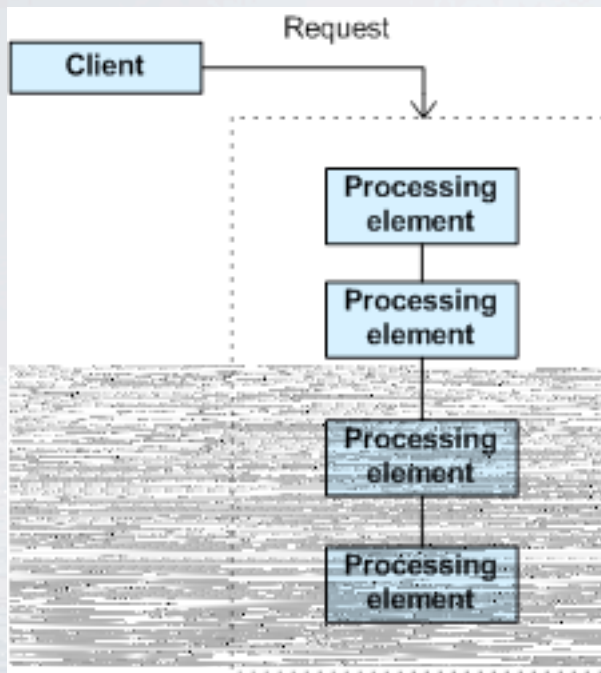 Request
Client
Processing
element
Processing
element
Processing
element
Processing
element